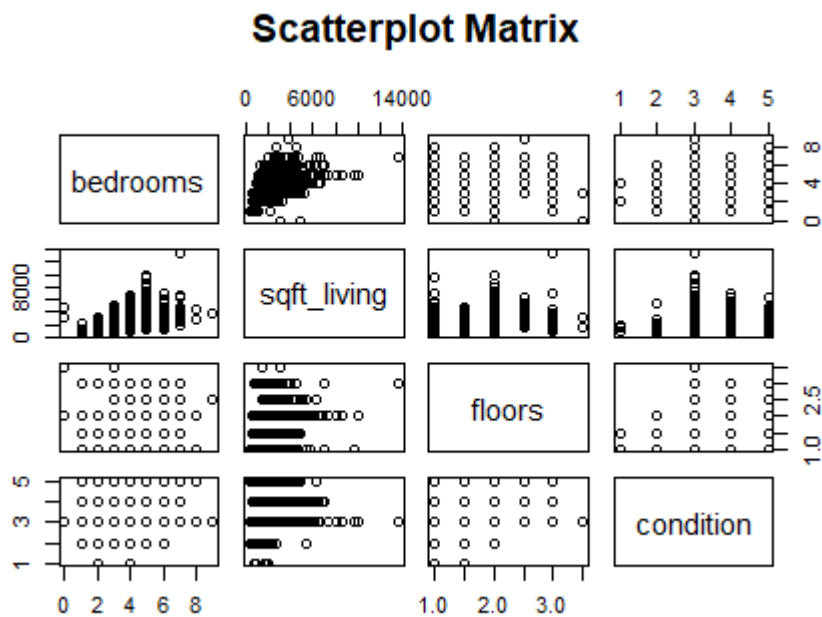 Scatterplot Matrix
0 6000 14000
1 2 3 4 5
bedrooms
0 4 8
0 8000
sqft_living
floors
1.0 2.5
1 3 5
condition
0 2 4 6 8
1.0 2.0 3.0